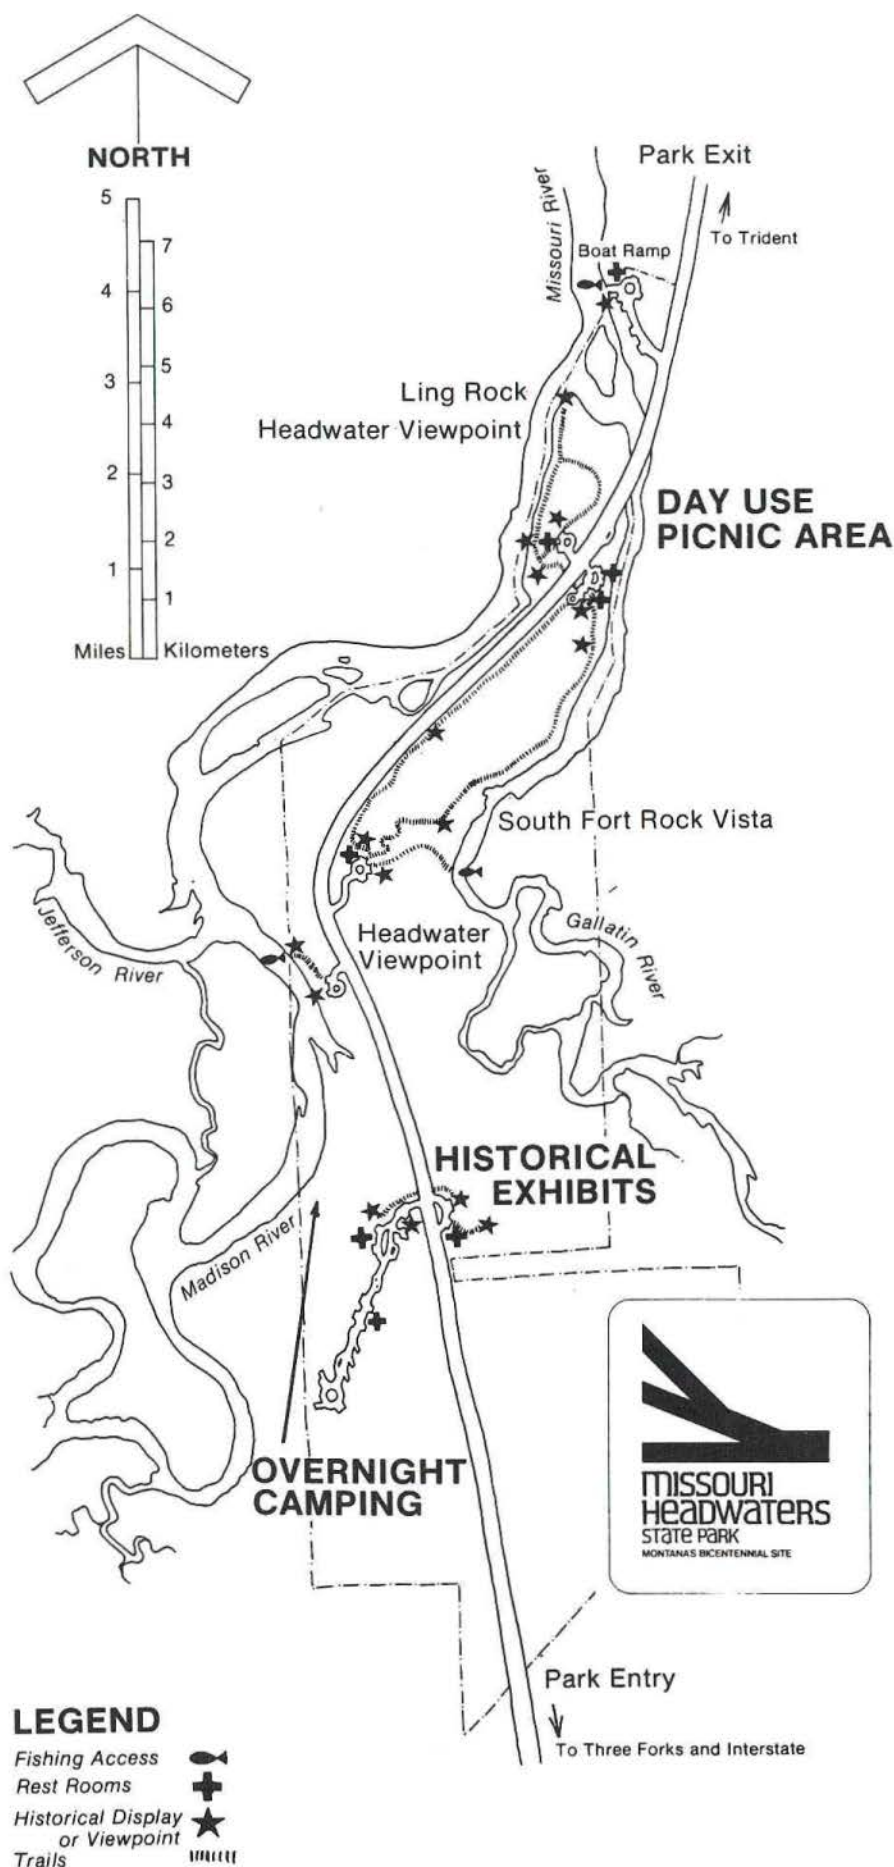 NORTH
5
4
3
2
1
7
6
5
4
3
2
1
Miles
Kilometers
Park Exit
To Trident
Missouri River
Boat Ramp
Ling Rock
Headwater Viewpoint
DAY USE
PICNIC AREA
South Fort Rock Vista
Jefferson River
Headwater
Viewpoint
Gallatin River
HISTORICAL
EXHIBITS
Madison River
OVERNIGHT
CAMPING
MISSOURI
HEADWATERS
STATE PARK
MONTANA'S BICENTENNIAL SITE
Park Entry
To Three Forks and Interstate
LEGEND
Fishing Access
Rest Rooms
Historical Display
or Viewpoint
Trails